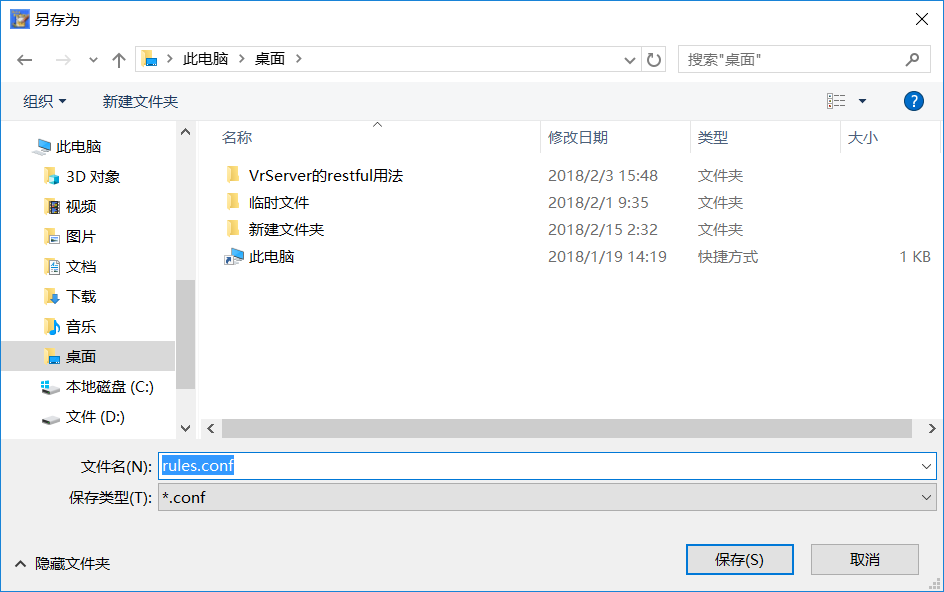 另存为
此电脑 > 桌面 >
搜索"桌面"
组织
新建文件夹
?
此电脑
3D 对象
视频
图片
文档
下载
音乐
桌面
本地磁盘 (C:)
文件 (D:)
名称 修改日期 类型 大小
VrServer的restful用法 2018/2/3 15:48 文件夹
临时文件 2018/2/1 9:35 文件夹
新建文件夹 2018/2/15 2:32 文件夹
此电脑 2018/1/19 14:19 快捷方式 1 KB
文件名(N): rules.conf
保存类型(T): *.conf
隐藏文件夹
保存(S)
取消